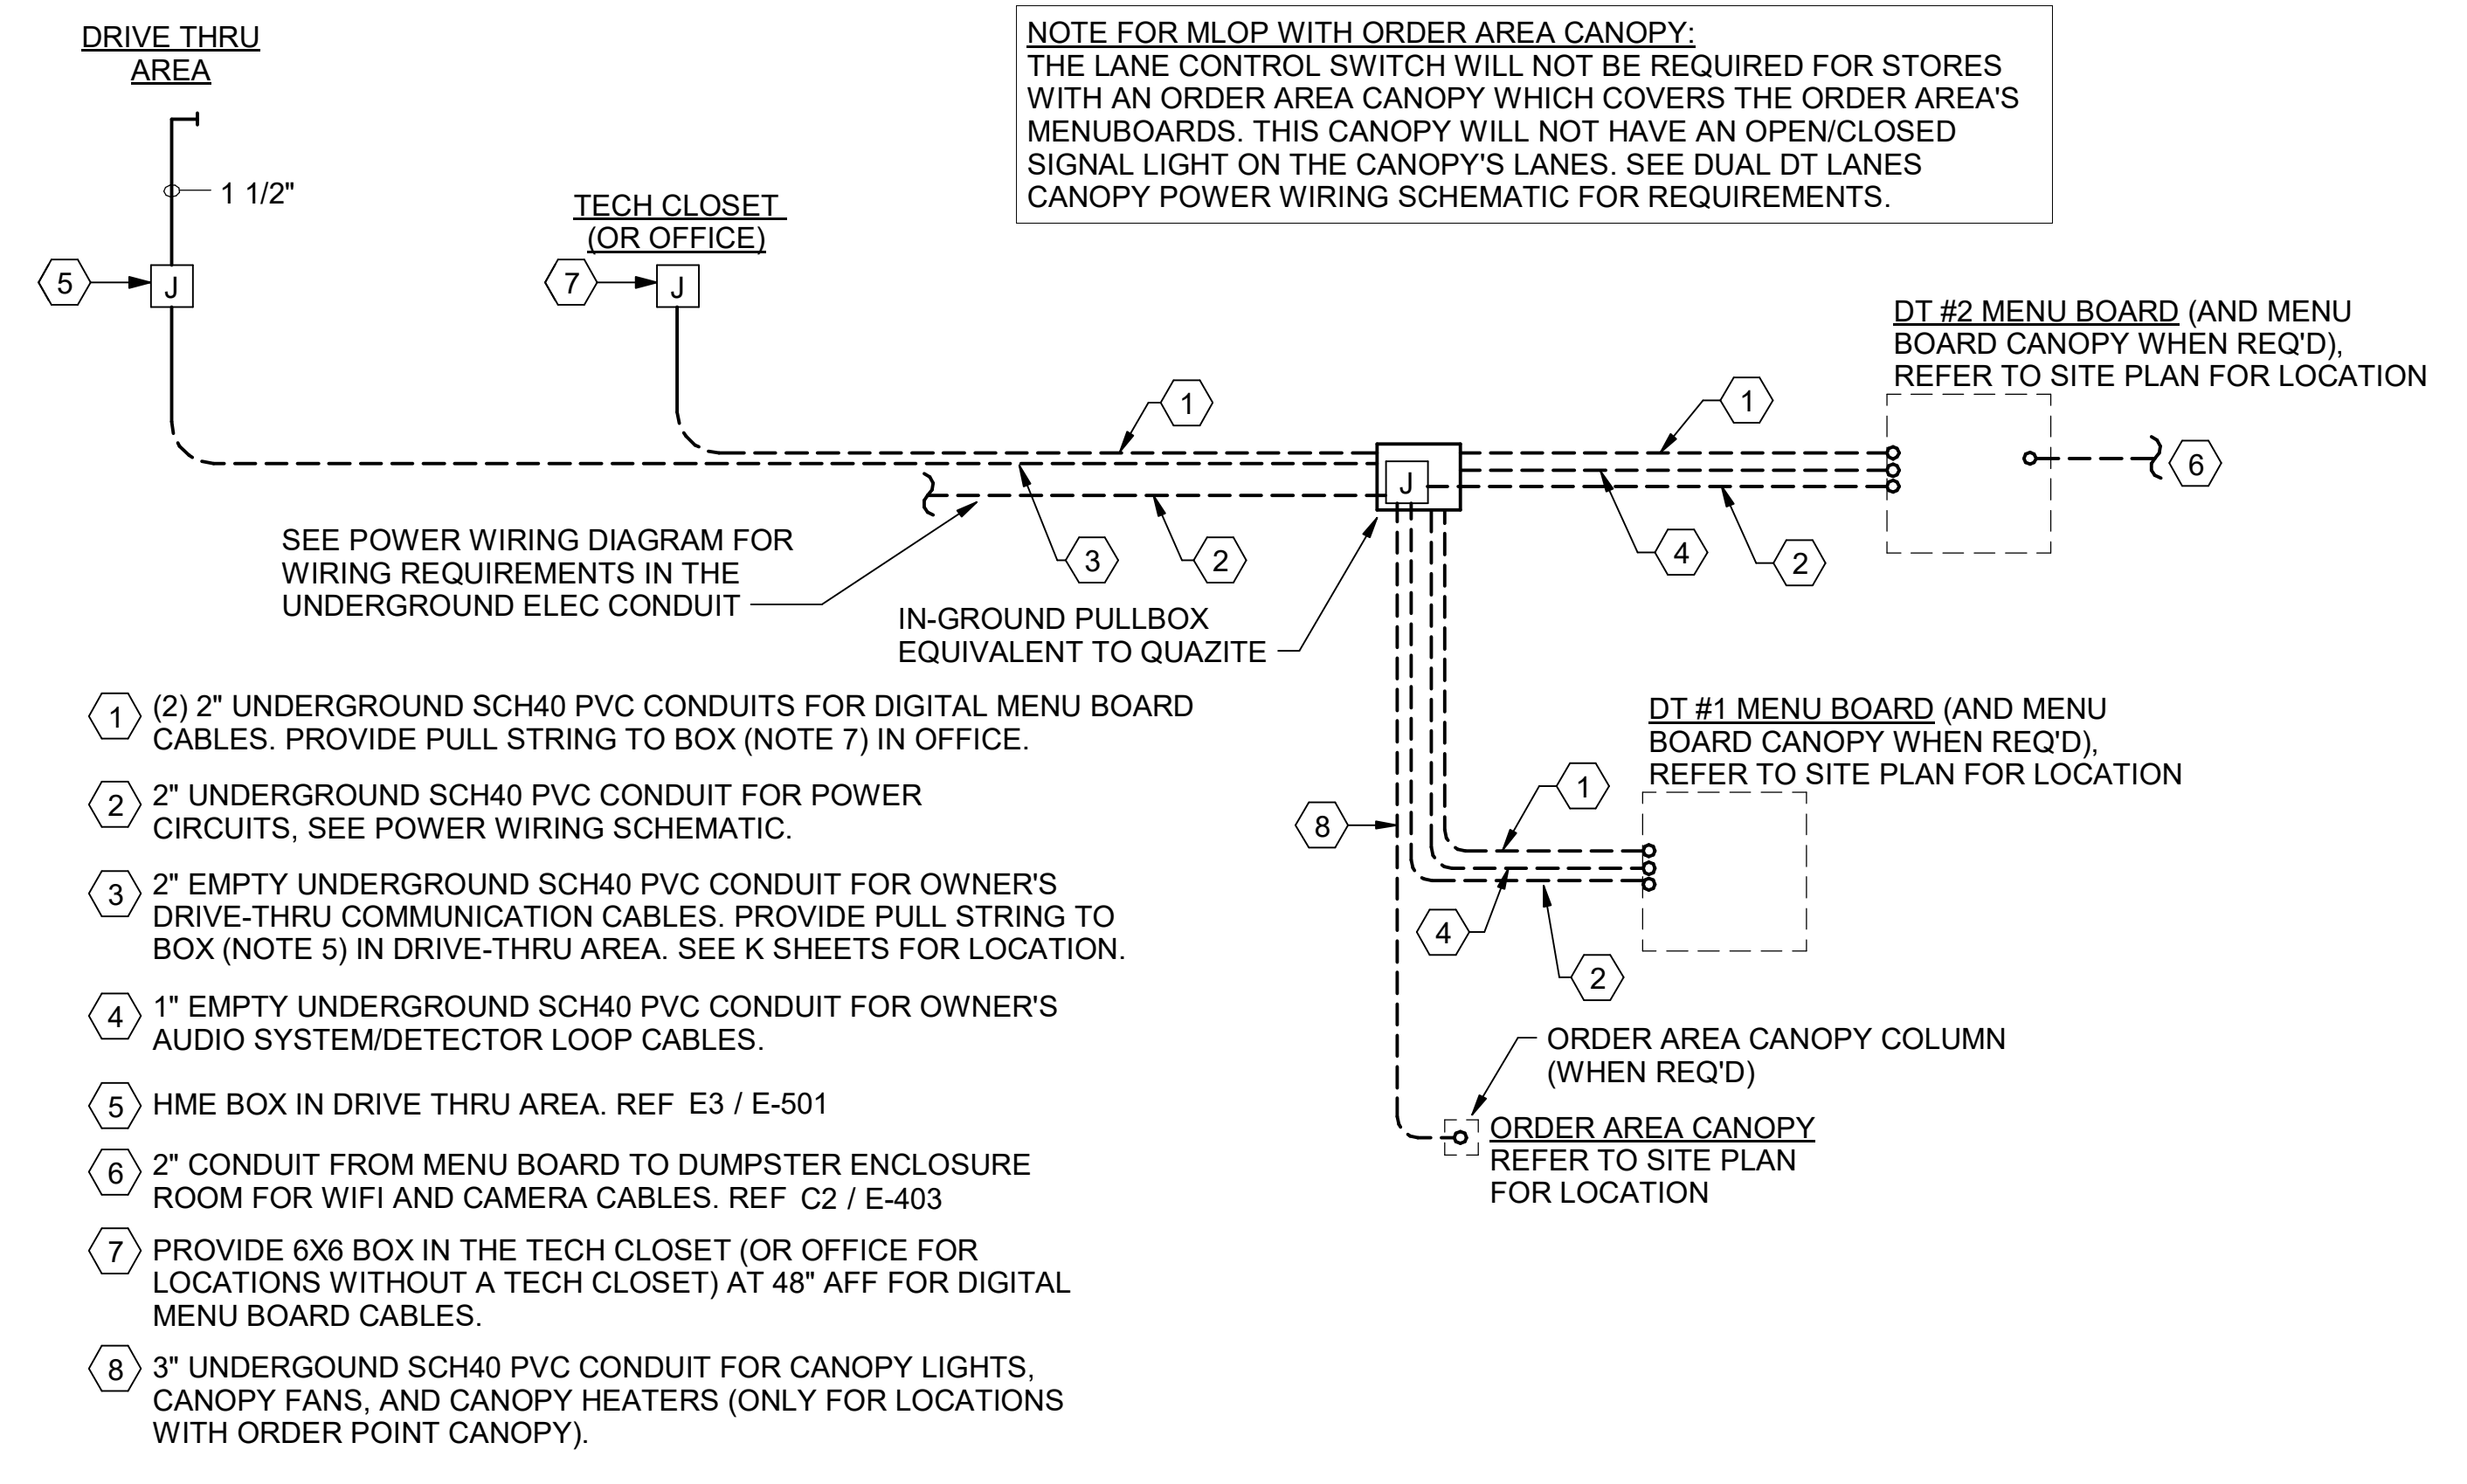 DRIVE THRU
AREA
1 1/2"
5
J
TECH CLOSET
(OR OFFICE)
7
J
NOTE FOR MLOP WITH ORDER AREA CANOPY:
THE LANE CONTROL SWITCH WILL NOT BE REQUIRED FOR STORES
WITH AN ORDER AREA CANOPY WHICH COVERS THE ORDER AREA'S
MENUBOARDS. THIS CANOPY WILL NOT HAVE AN OPEN/CLOSED
SIGNAL LIGHT ON THE CANOPY'S LANES. SEE DUAL DT LANES
CANOPY POWER WIRING SCHEMATIC FOR REQUIREMENTS.
DT #2 MENU BOARD (AND MENU
BOARD CANOPY WHEN REQ'D),
REFER TO SITE PLAN FOR LOCATION
1
1
6
J
3
2
4
2
SEE POWER WIRING DIAGRAM FOR
WIRING REQUIREMENTS IN THE
UNDERGROUND ELEC CONDUIT
IN-GROUND PULLBOX
EQUIVALENT TO QUAZITE
DT #1 MENU BOARD (AND MENU
BOARD CANOPY WHEN REQ'D),
REFER TO SITE PLAN FOR LOCATION
1
8
4
2
ORDER AREA CANOPY COLUMN
(WHEN REQ'D)
ORDER AREA CANOPY
REFER TO SITE PLAN
FOR LOCATION
1 (2) 2" UNDERGROUND SCH40 PVC CONDUITS FOR DIGITAL MENU BOARD
CABLES. PROVIDE PULL STRING TO BOX (NOTE 7) IN OFFICE.
2 2" UNDERGROUND SCH40 PVC CONDUIT FOR POWER
CIRCUITS, SEE POWER WIRING SCHEMATIC.
3 2" EMPTY UNDERGROUND SCH40 PVC CONDUIT FOR OWNER'S
DRIVE-THRU COMMUNICATION CABLES. PROVIDE PULL STRING TO
BOX (NOTE 5) IN DRIVE-THRU AREA. SEE K SHEETS FOR LOCATION.
4 1" EMPTY UNDERGROUND SCH40 PVC CONDUIT FOR OWNER'S
AUDIO SYSTEM/DETECTOR LOOP CABLES.
5 HME BOX IN DRIVE THRU AREA. REF E3 / E-501
6 2" CONDUIT FROM MENU BOARD TO DUMPSTER ENCLOSURE
ROOM FOR WIFI AND CAMERA CABLES. REF C2 / E-403
7 PROVIDE 6X6 BOX IN THE TECH CLOSET (OR OFFICE FOR
LOCATIONS WITHOUT A TECH CLOSET) AT 48" AFF FOR DIGITAL
MENU BOARD CABLES.
8 3" UNDERGOUND SCH40 PVC CONDUIT FOR CANOPY LIGHTS,
CANOPY FANS, AND CANOPY HEATERS (ONLY FOR LOCATIONS
WITH ORDER POINT CANOPY).